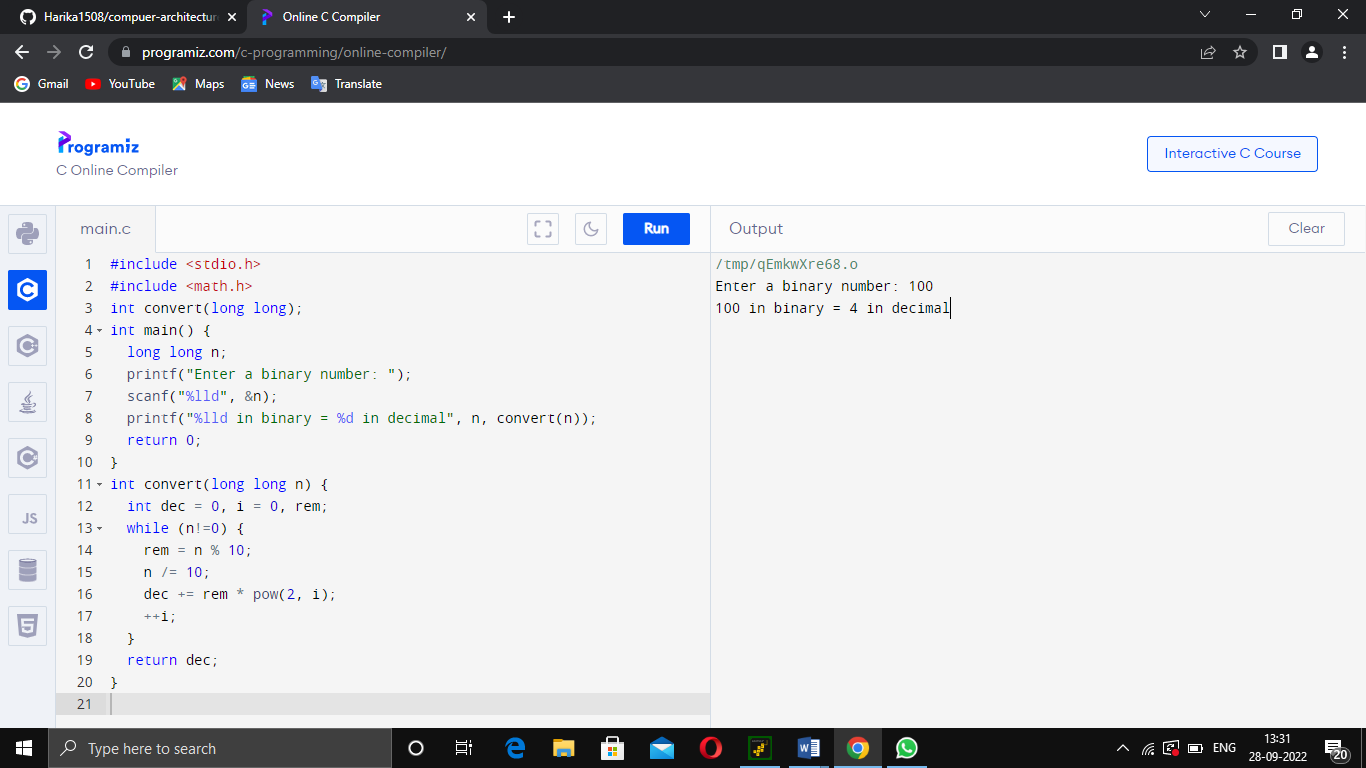 Harika1508/compuer-architectur
Online C Compiler
programiz.com/c-programming/online-compiler/
Gmail
YouTube
Maps
News
Translate
Programiz
C Online Compiler
Interactive C Course
main.c
Run
Output
Clear
1 #include <stdio.h>
2 #include <math.h>
3 int convert(long long);
4 int main() {
5 long long n;
6 printf("Enter a binary number: ");
7 scanf("%lld", &n);
8 printf("%lld in binary = %d in decimal", n, convert(n));
9 return 0;
10 }
11 int convert(long long n) {
12 int dec = 0, i = 0, rem;
13 while (n!=0) {
14 rem = n % 10;
15 n /= 10;
16 dec += rem * pow(2, i);
17 ++i;
18 }
19 return dec;
20 }
21
/tmp/qEmkwXre68.o
Enter a binary number: 100
100 in binary = 4 in decimal
JS
Type here to search
ENG
13:31
28-09-2022
20